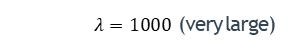 λ = 1000 (very large)